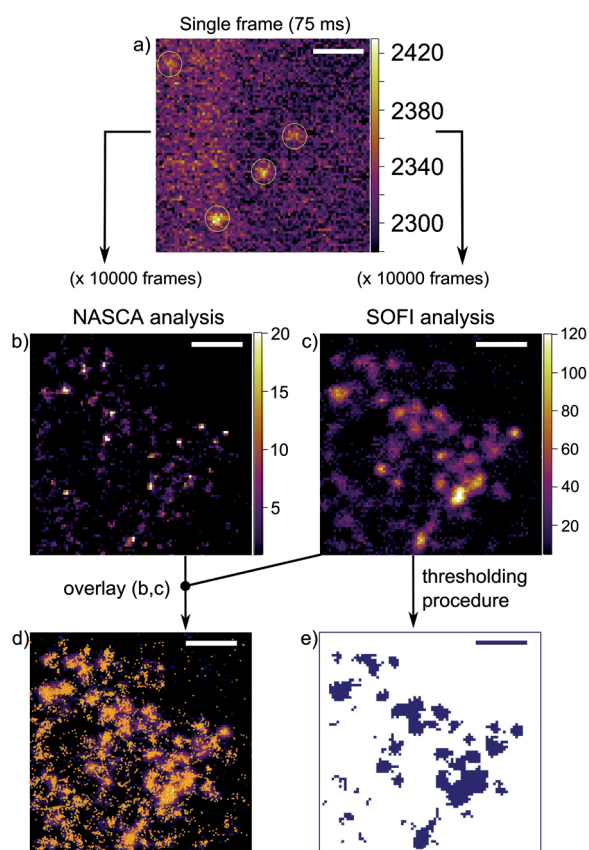 Single frame (75 ms)
a)
2420
2380
2340
2300
(x 10000 frames)
(x 10000 frames)
NASCA analysis
SOFI analysis
b)
20
15
10
5
c)
120
100
80
60
40
20
overlay (b,c)
thresholding
procedure
d)
e)